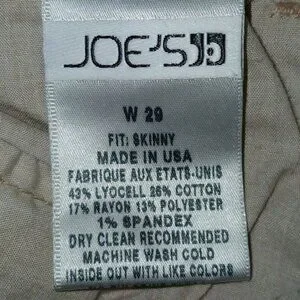 JOE'S
W 29
FIT: SKINNY
MADE IN USA
FABRIQUE AUX ETATS-UNIS
43% LYOCELL 26% COTTON
17% RAYON 13% POLYESTER
1% SPANDEX
DRY CLEAN RECOMMENDED
MACHINE WASH COLD
INSIDE OUT WITH LIKE COLORS